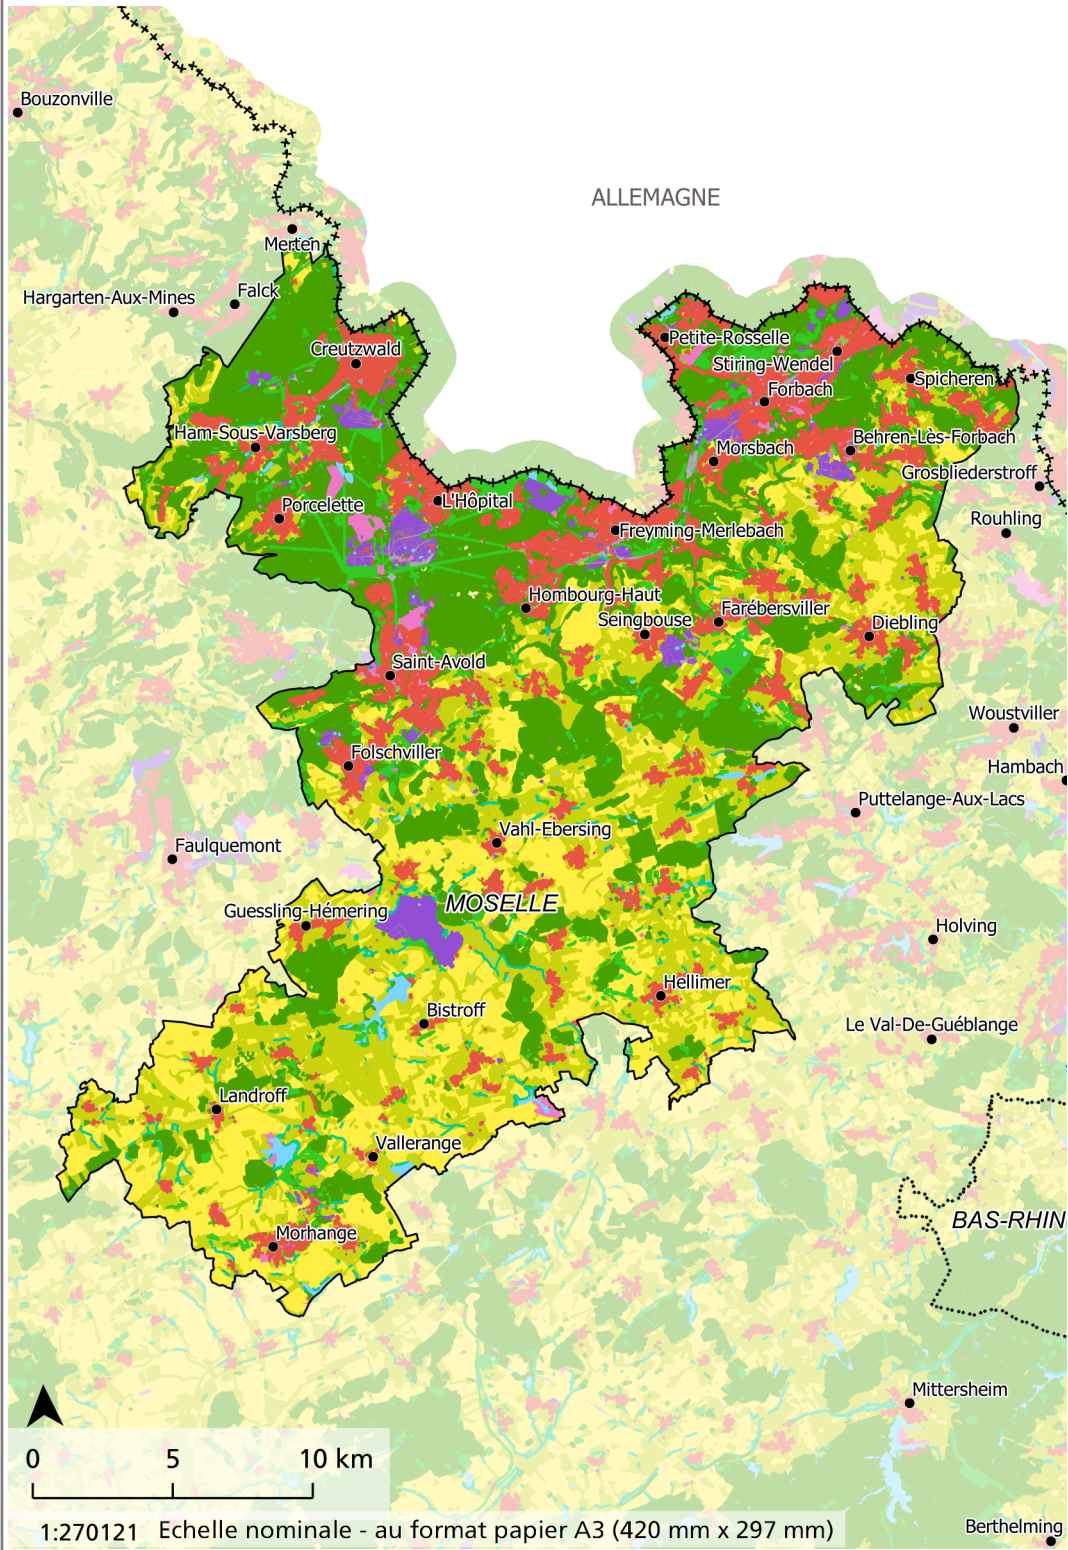 Bouzonville
ALLEMAGNE
Merten
Hargarten-Aux-Mines
Falck
Creutzwald
Petite-Rosselle
Stiring-Wendel
Spicheren
Forbach
Ham-Sous-Varsberg
Morsbach
Behren-Lès-Forbach
Grosbliederstroff
Porcelette
L'Hôpital
Rouhling
Freyming-Merlebach
Hombourg-Haut
Seingbouse
Farébersviller
Diebling
Saint-Avold
Woustviller
Folschviller
Hambach
Puttelange-Aux-Lacs
Vahl-Ebersing
Faulquemont
MOSELLE
Guessling-Hémering
Holving
Hellimer
Bistroff
Le Val-De-Guéblange
Landroff
Vallerange
BAS-RHIN
Morhange
Mittersheim
0 5 10 km
1:270121 Echelle nominale - au format papier A3 (420 mm x 297 mm)
Berthelming